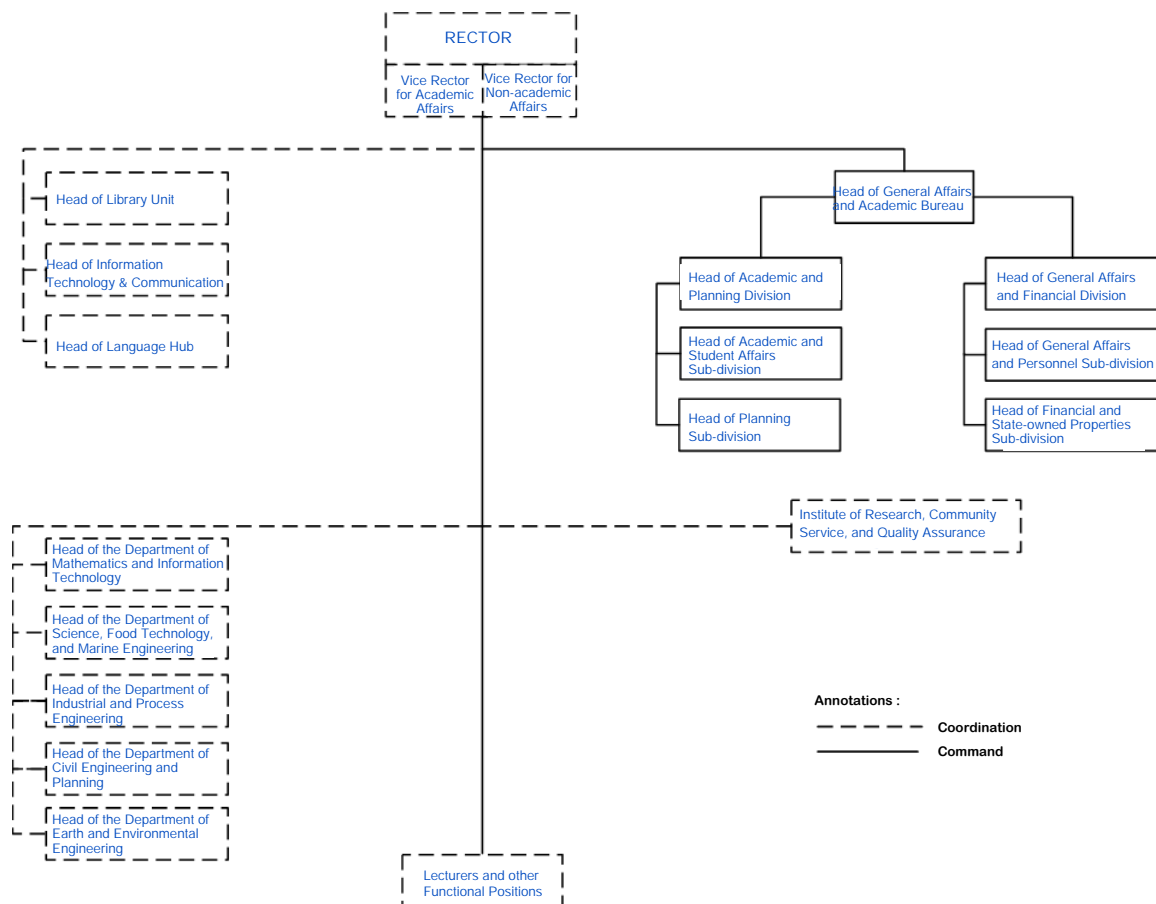 RECTOR
Vice Rector
for Academic
Affairs
Vice Rector for
Non-academic
Affairs
Head of Library Unit
Head of Information
Technology & Communication
Head of Language Hub
Head of General Affairs
and Academic Bureau
Head of Academic and
Planning Division
Head of Academic and
Student Affairs
Sub-division
Head of Planning
Sub-division
Head of General Affairs
and Financial Division
Head of General Affairs
and Personnel Sub-division
Head of Financial and
State-owned Properties
Sub-division
Institute of Research, Community
Service, and Quality Assurance
Head of the Department of
Mathematics and Information
Technology
Head of the Department of
Science, Food Technology,
and Marine Engineering
Head of the Department of
Industrial and Process
Engineering
Head of the Department of
Civil Engineering and
Planning
Head of the Department of
Earth and Environmental
Engineering
Annotations :
Coordination
Command
Lecturers and other
Functional Positions